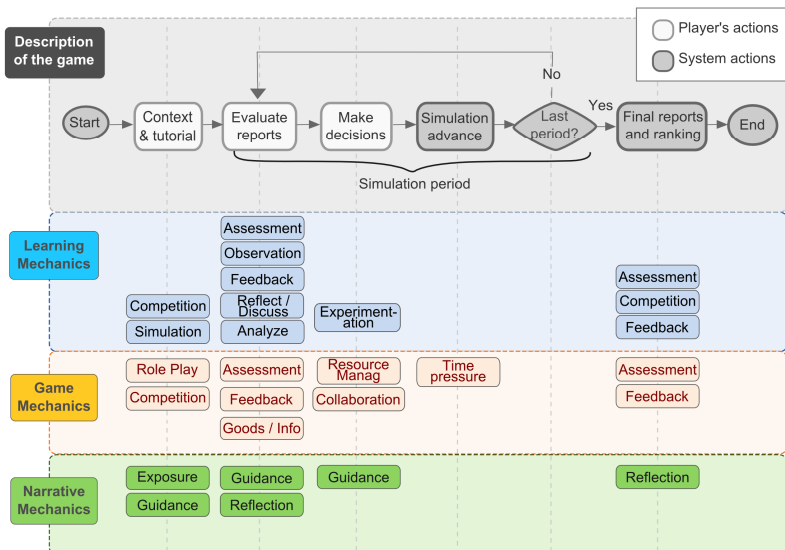 Player's actions
System actions
Description
of the game
No
Yes
Start
Context
& tutorial
Evaluate
reports
Make
decisions
Simulation
advance
Last
period?
Final reports
and ranking
End
Simulation period
Learning
Mechanics
Competition
Simulation
Assessment
Observation
Feedback
Reflect /
Discuss
Analyze
Experiment-
ation
Assessment
Competition
Feedback
Game
Mechanics
Role Play
Competition
Assessment
Feedback
Goods / Info
Resource
Manag
Collaboration
Time
pressure
Assessment
Feedback
Narrative
Mechanics
Exposure
Guidance
Guidance
Reflection
Guidance
Reflection